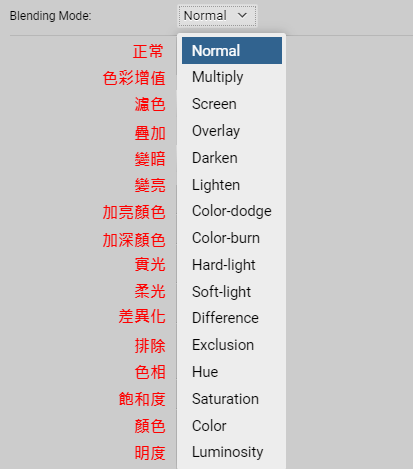 Blending Mode: Normal
正常 Normal
色彩增值 Multiply
濾色 Screen
疊加 Overlay
變暗 Darken
變亮 Lighten
加亮顏色 Color-dodge
加深顏色 Color-burn
實光 Hard-light
柔光 Soft-light
差異化 Difference
排除 Exclusion
色相 Hue
飽和度 Saturation
顏色 Color
明度 Luminosity